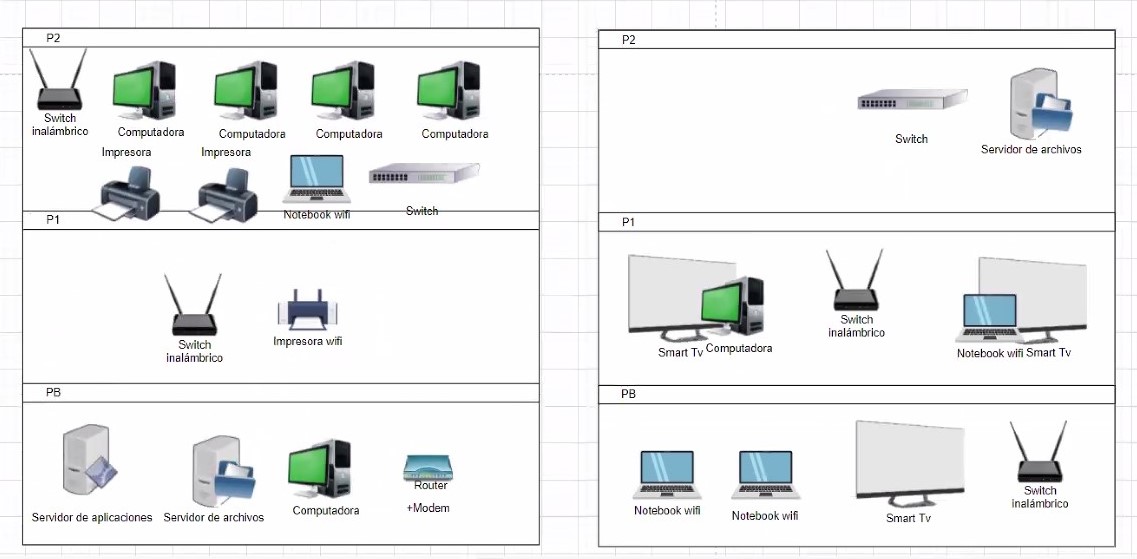 P2
Switch
inalámbrico
Computadora
Computadora
Computadora
Computadora
Impresora
Impresora
Notebook wifi
Switch
P1
Switch
inalámbrico
Impresora wifi
PB
Servidor de aplicaciones
Servidor de archivos
Computadora
Router
+Modem
P2
Switch
Servidor de archivos
P1
Smart Tv
Computadora
Switch
inalámbrico
Notebook wifi
Smart Tv
PB
Notebook wifi
Notebook wifi
Smart Tv
Switch
inalámbrico